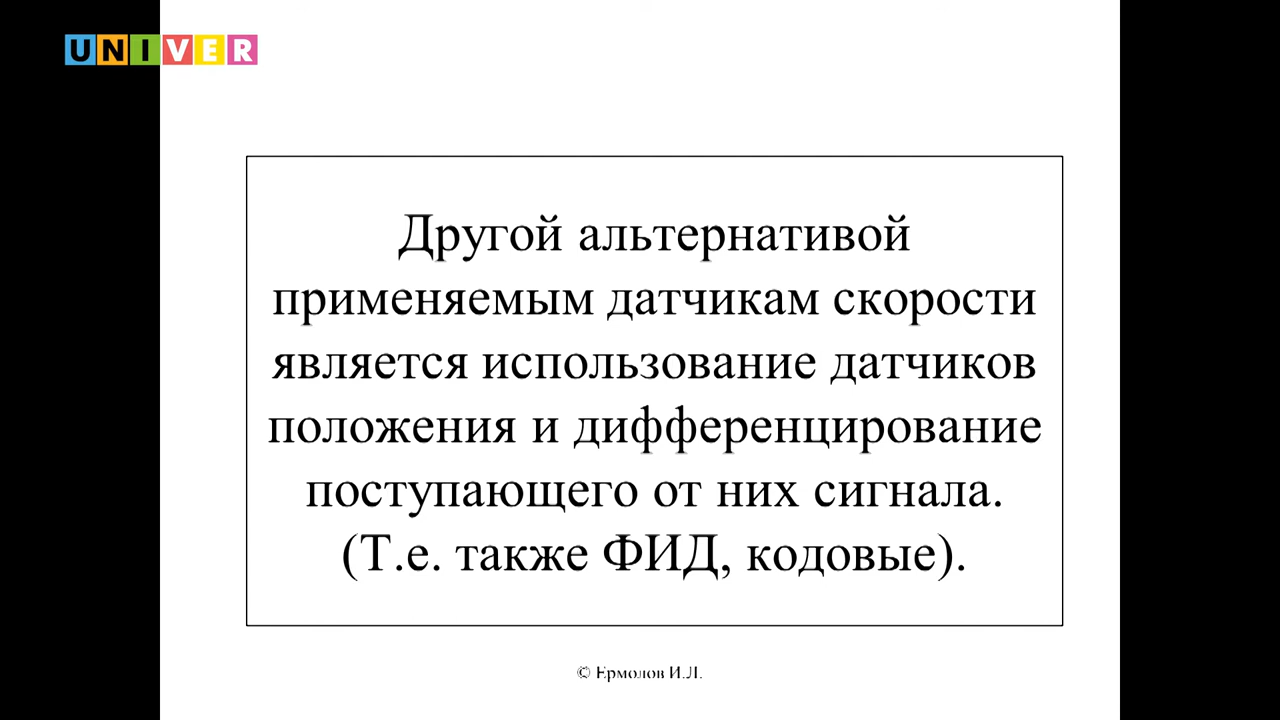 UNIVER
Другой альтернативой
применяемым датчикам скорости
является использование датчиков
положения и дифференцирование
поступающего от них сигнала.
(Т.е. также ФИД, кодовые).
© Ермолов И.Л.